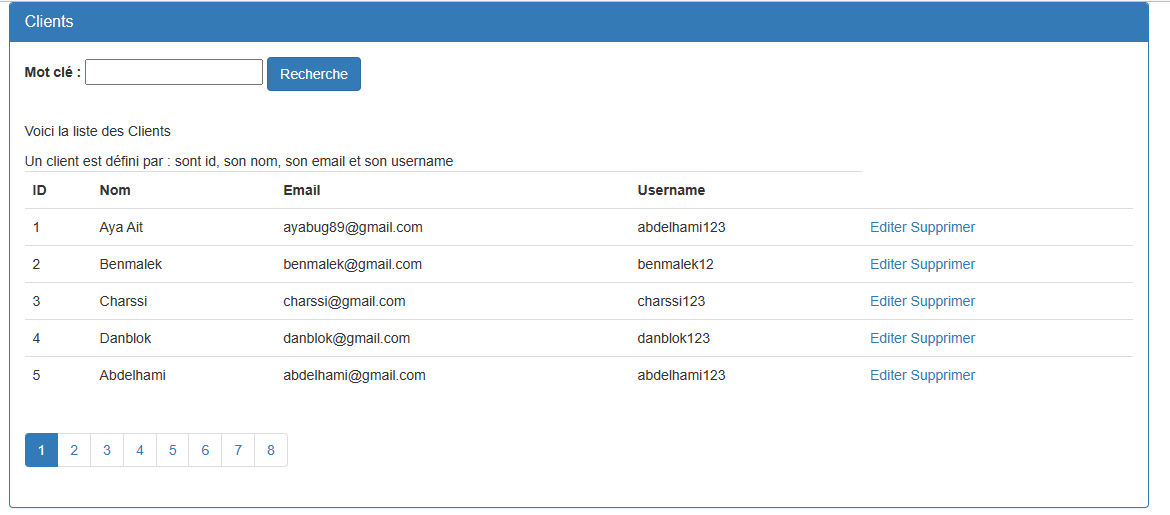 Clients
Mot clé : Recherche
Voici la liste des Clients
Un client est défini par : sont id, son nom, son email et son username
ID Nom Email Username
1 Aya Ait ayabug89@gmail.com abdelhami123 Editer Supprimer
2 Benmalek benmalek@gmail.com benmalek12 Editer Supprimer
3 Charssi charssi@gmail.com charssi123 Editer Supprimer
4 Danblok danblok@gmail.com danblok123 Editer Supprimer
5 Abdelhami abdelhami@gmail.com abdelhami123 Editer Supprimer
1 2 3 4 5 6 7 8